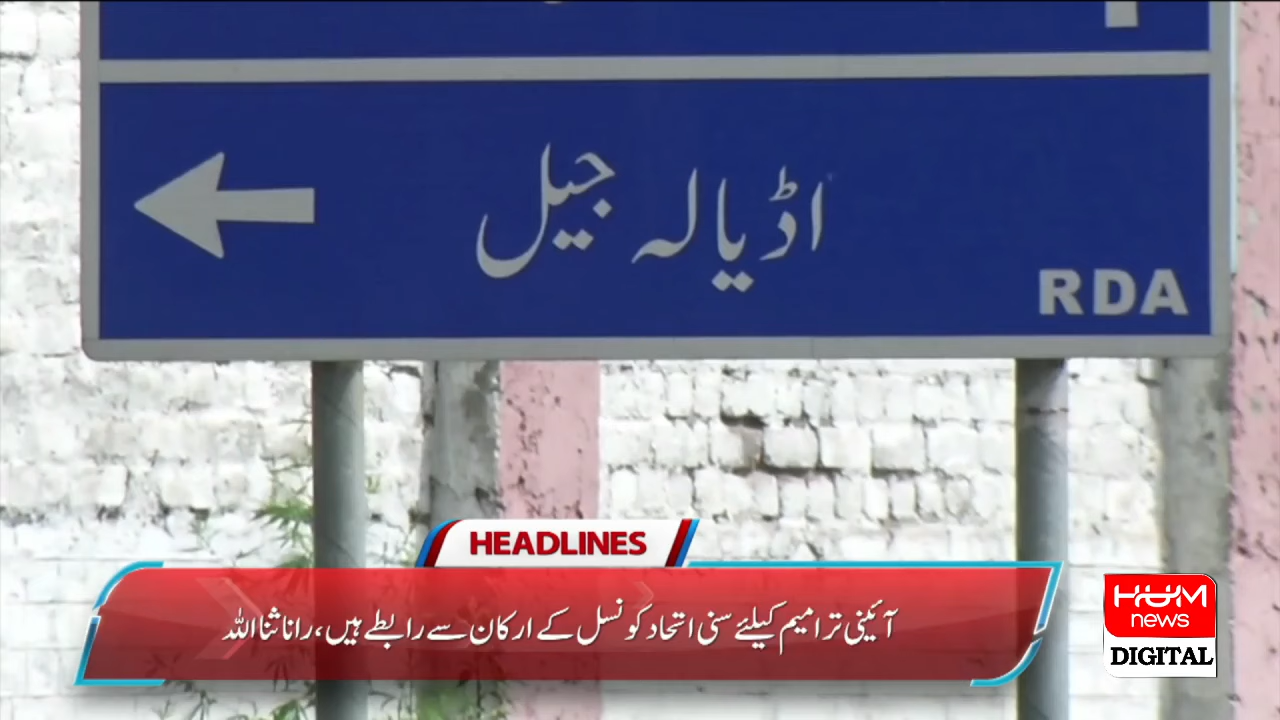 اڈیالہ جیل
RDA
HEADLINES
آئینی ترامیم کیلئے سنی اتحاد کونسل کے ارکان سے رابطے ہیں، رانا ثنا اللہ
HUM
news
DIGITAL